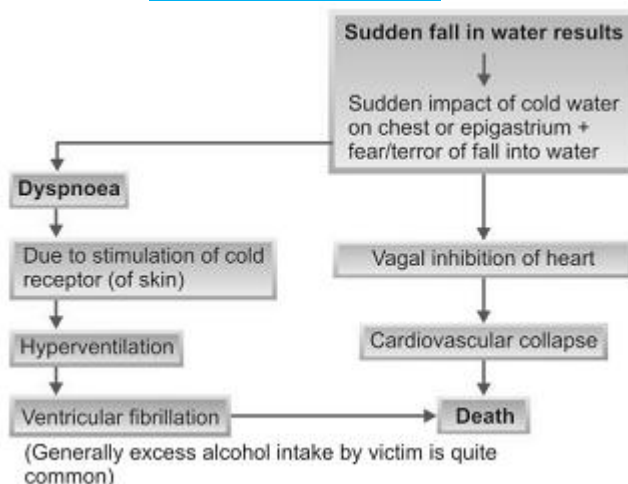 Sudden fall in water results
Sudden impact of cold water
on chest or epigastrium +
fear/terror of fall into water
Dyspnoea
Due to stimulation of cold
receptor (of skin)
Hyperventilation
Ventricular fibrillation
(Generally excess alcohol intake by victim is quite
common)
Vagal inhibition of heart
Cardiovascular collapse
Death